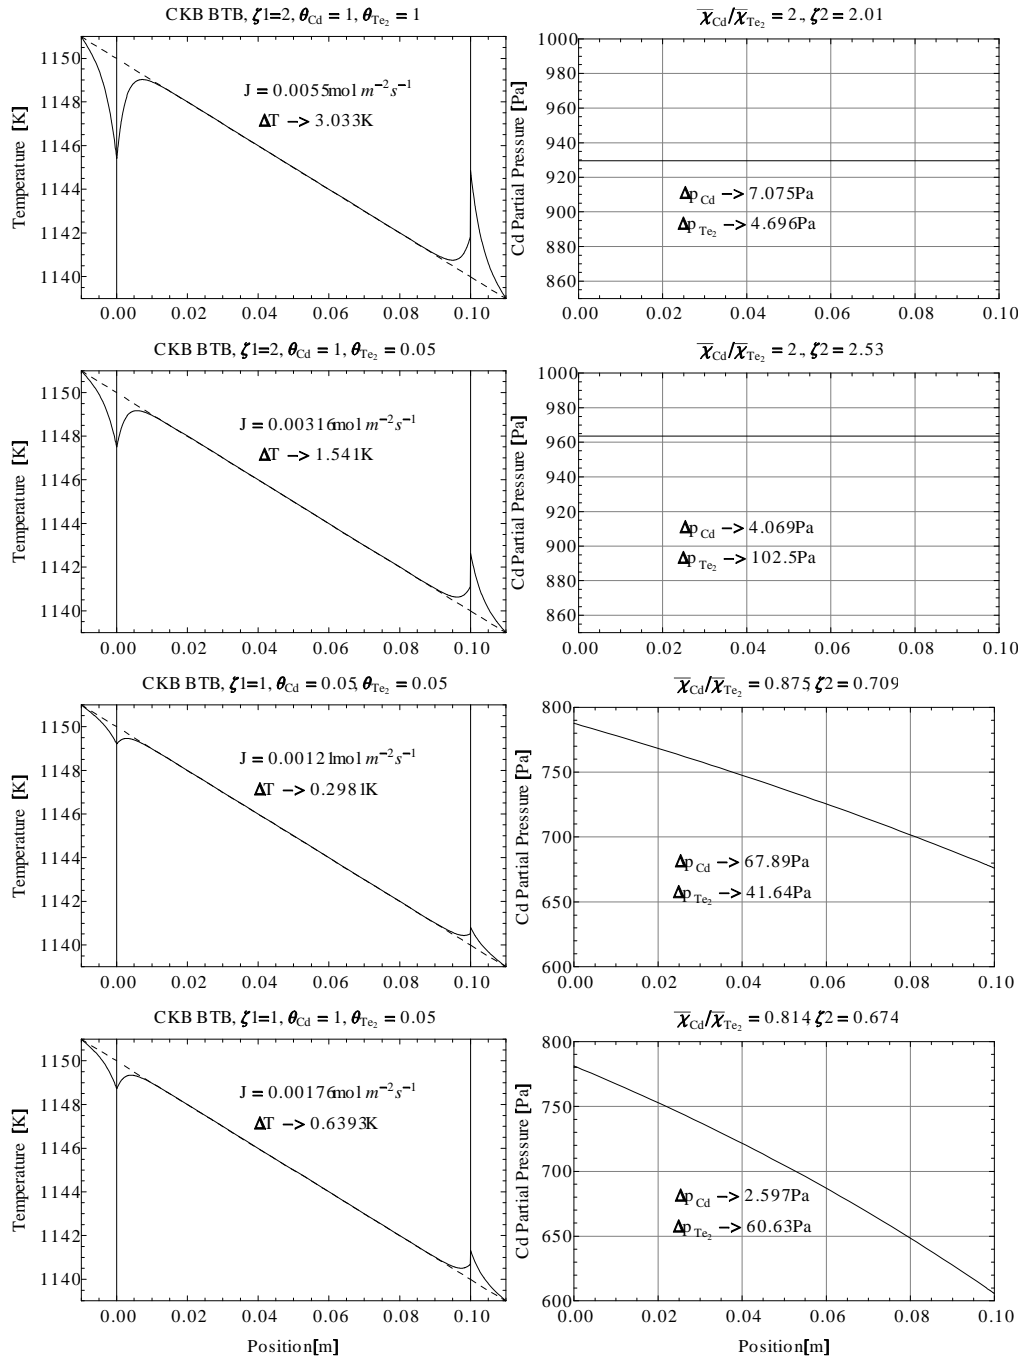 CKB BTB, ζ1=2, θCd = 1, θTe2 = 1
1150
1148
1146
1144
1142
1140
Temperature [K]
J = 0.0055mol m−2s−1
ΔT −> 3.033K
0.00 0.02 0.04 0.06 0.08 0.10
χCd/χTe2 = 2., ζ2 = 2.01
1000
980
960
940
920
900
880
860
Cd Partial Pressure [Pa]
ΔpCd −> 7.075Pa
ΔpTe2 −> 4.696Pa
0.00 0.02 0.04 0.06 0.08 0.10
CKB BTB, ζ1=2, θCd = 1, θTe2 = 0.05
1150
1148
1146
1144
1142
1140
Temperature [K]
J = 0.00316mol m−2s−1
ΔT −> 1.541K
0.00 0.02 0.04 0.06 0.08 0.10
χCd/χTe2 = 2., ζ2 = 2.53
1000
980
960
940
920
900
880
860
Cd Partial Pressure [Pa]
ΔpCd −> 4.069Pa
ΔpTe2 −> 102.5Pa
0.00 0.02 0.04 0.06 0.08 0.10
CKB BTB, ζ1=1, θCd = 0.05, θTe2 = 0.05
1150
1148
1146
1144
1142
1140
Temperature [K]
J = 0.00121mol m−2s−1
ΔT −> 0.2981K
0.00 0.02 0.04 0.06 0.08 0.10
χCd/χTe2 = 0.875, ζ2 = 0.709
800
750
700
650
600
Cd Partial Pressure [Pa]
ΔpCd −> 67.89Pa
ΔpTe2 −> 41.64Pa
0.00 0.02 0.04 0.06 0.08 0.10
CKB BTB, ζ1=1, θCd = 1, θTe2 = 0.05
1150
1148
1146
1144
1142
1140
Temperature [K]
J = 0.00176mol m−2s−1
ΔT −> 0.6393K
0.00 0.02 0.04 0.06 0.08 0.10
Position[m]
χCd/χTe2 = 0.814, ζ2 = 0.674
800
750
700
650
600
Cd Partial Pressure [Pa]
ΔpCd −> 2.597Pa
ΔpTe2 −> 60.63Pa
0.00 0.02 0.04 0.06 0.08 0.10
Position[m]